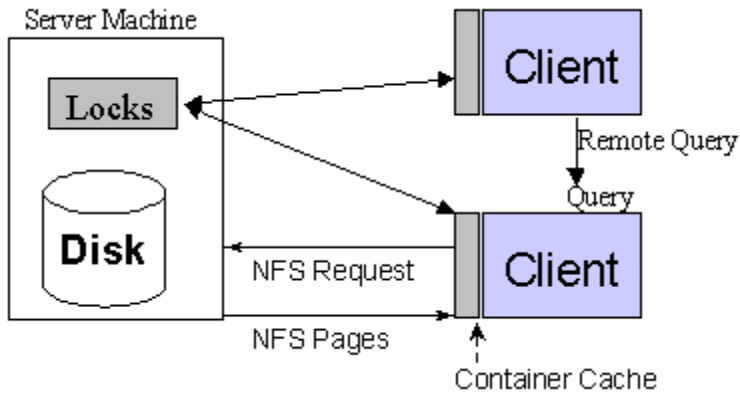 Server Machine
Locks
Client
Remote Query
Query
Disk
Client
NFS Request
NFS Pages
Container Cache